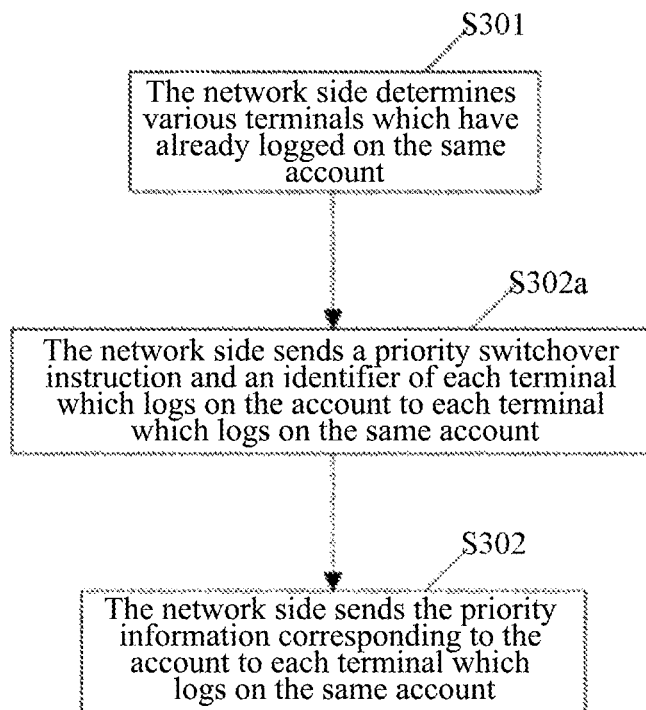 S301
The network side determines
various terminals which have
already logged on the same
account
S302a
The network side sends a priority switchover
instruction and an identifier of each terminal
which logs on the account to each terminal
which logs on the same account
S302
The network side sends the priority
information corresponding to the
account to each terminal which
logs on the same account